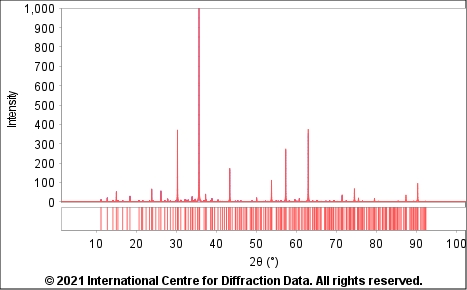 1,000
900
800
700
600
500
400
300
200
100
0
Intensity
10 20 30 40 50 60 70 80 90 100
2θ (°)
© 2021 International Centre for Diffraction Data. All rights reserved.